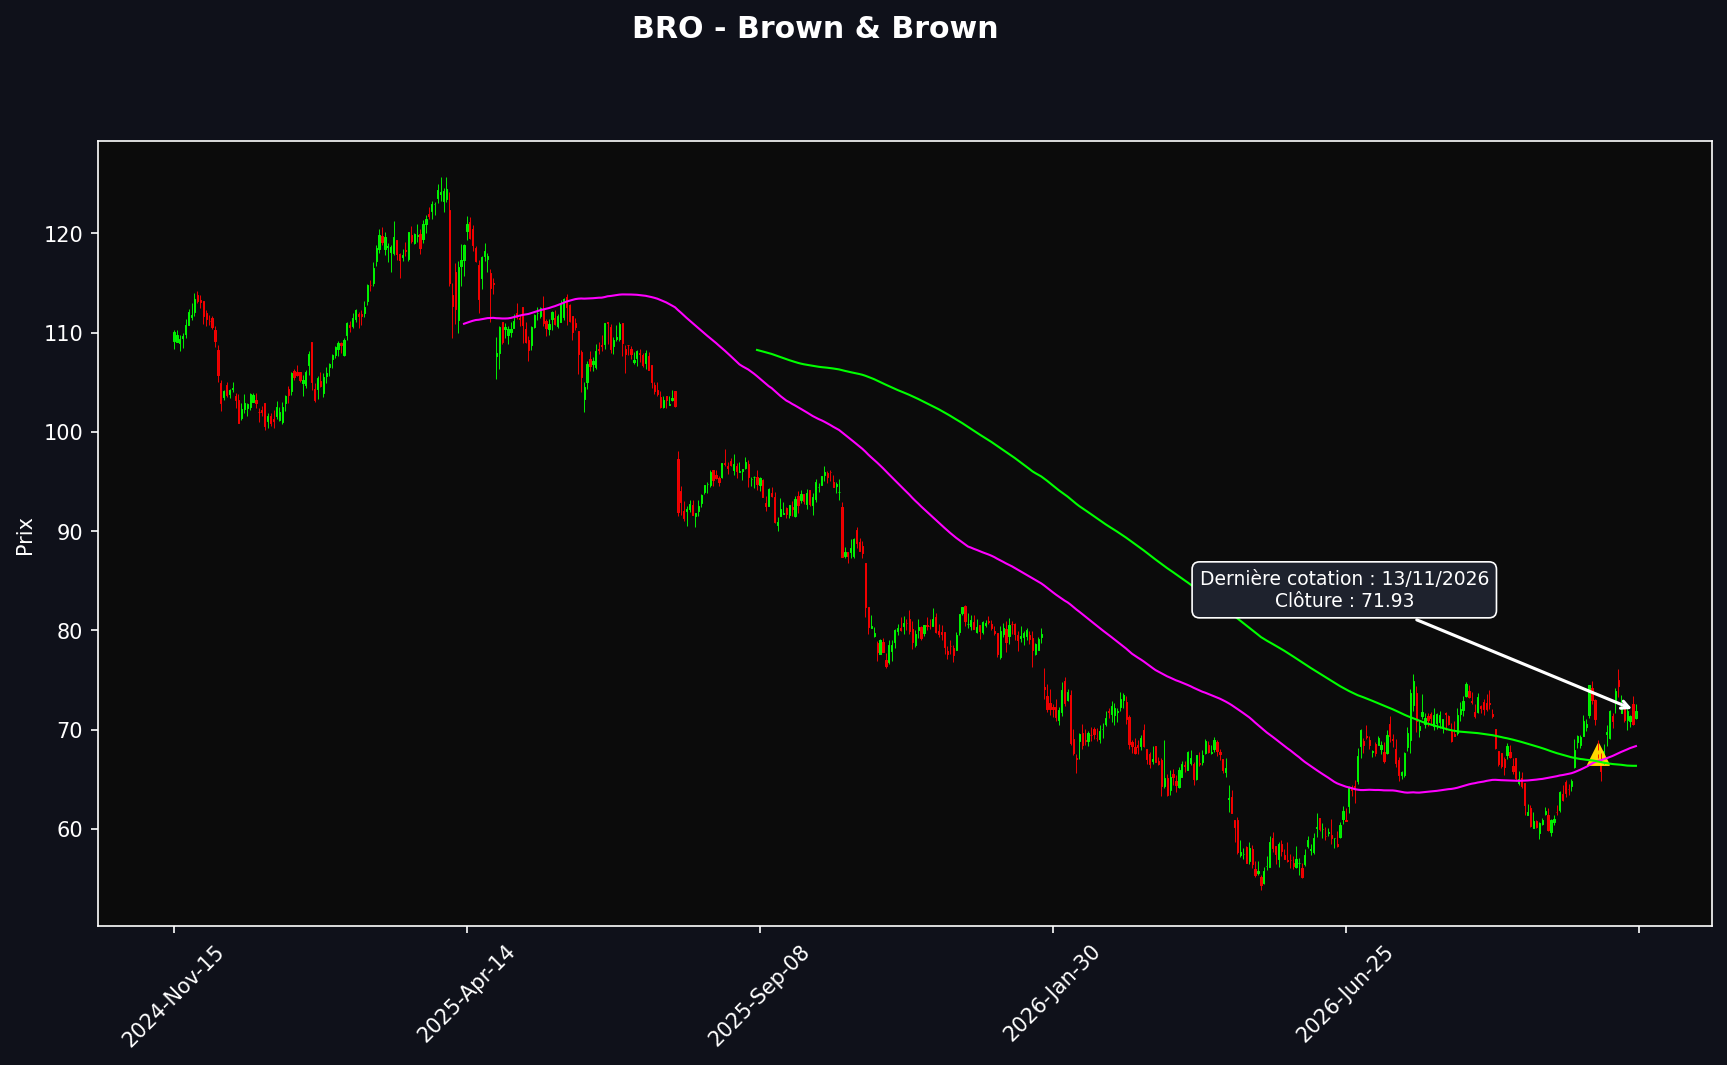 BRO - Brown & Brown
Prix
120
110
100
90
80
70
60
Dernière cotation : 13/11/2026
Clôture : 71.93
2024-Nov-15
2025-Apr-14
2025-Sep-08
2026-Jan-30
2026-Jun-25